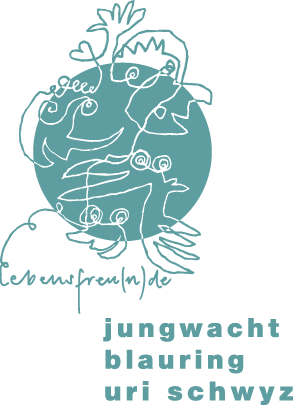 lebensfreu(n)de
jungwacht
blauring
uri schwyz